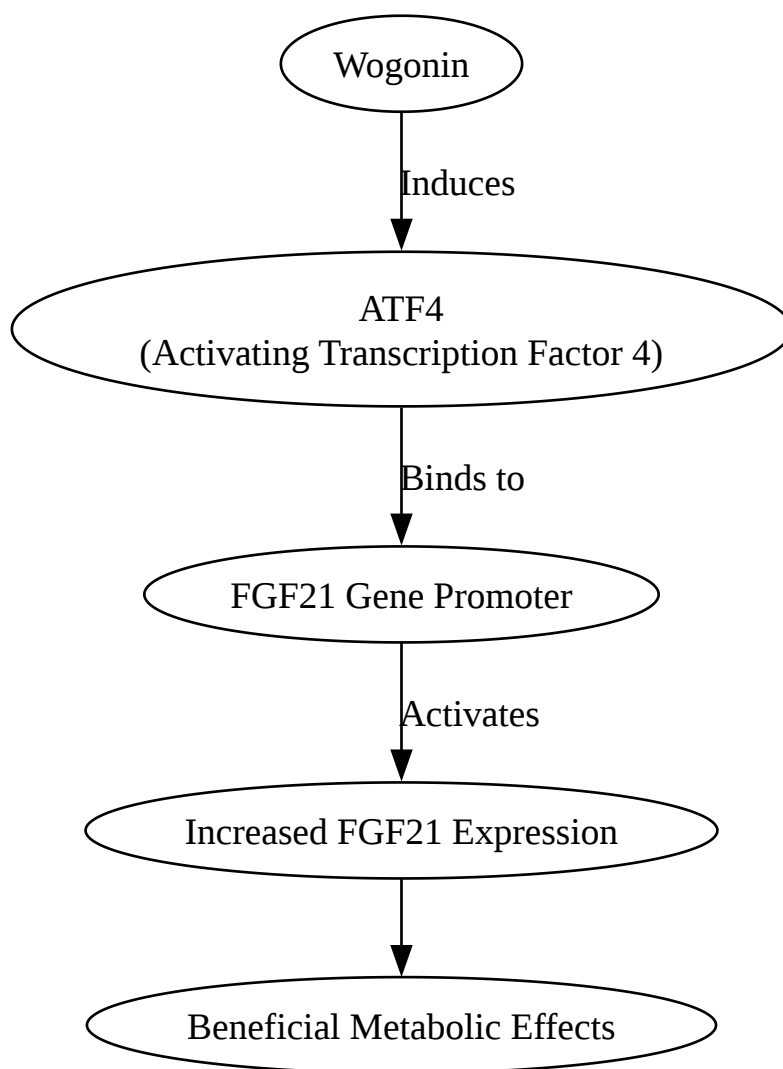 Wogonin
Induces
ATF4
(Activating Transcription Factor 4)
Binds to
FGF21 Gene Promoter
Activates
Increased FGF21 Expression
Beneficial Metabolic Effects